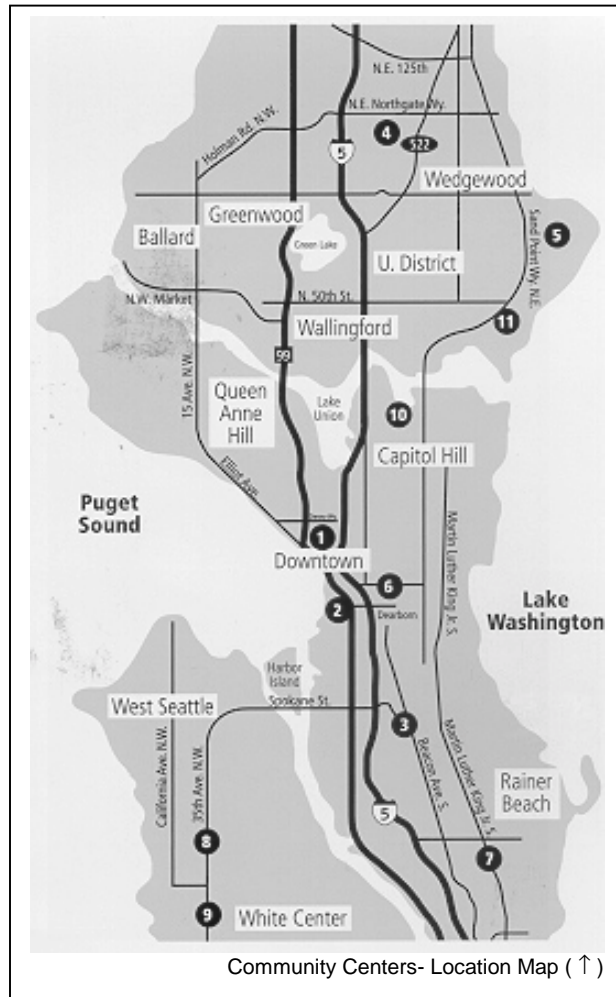 N.E. 125th
N.E. Northgate Wy.
Holman Rd. N.W.
5
4
522
Wedgewood
Greenwood
Ballard
Green Lake
Sand Point Wy. N.E.
5
U. District
N.W. Market
N. 50th St.
11
Wallingford
99
15 Ave. N.W.
Queen
Anne
Hill
Lake
Union
10
Capitol Hill
Elliot Ave.
Puget
Sound
1
Downtown
Martin Luther King Jr. S.
6
2
Dearborn
Lake
Washington
Harbor
Island
West Seattle
Spokane St.
3
California Ave. N.W.
35th Ave. N.W.
Beacon Ave. S.
Martin Luther King Jr. S.
Rainer
Beach
5
8
7
9
White Center
Community Centers- Location Map ( ↑ )